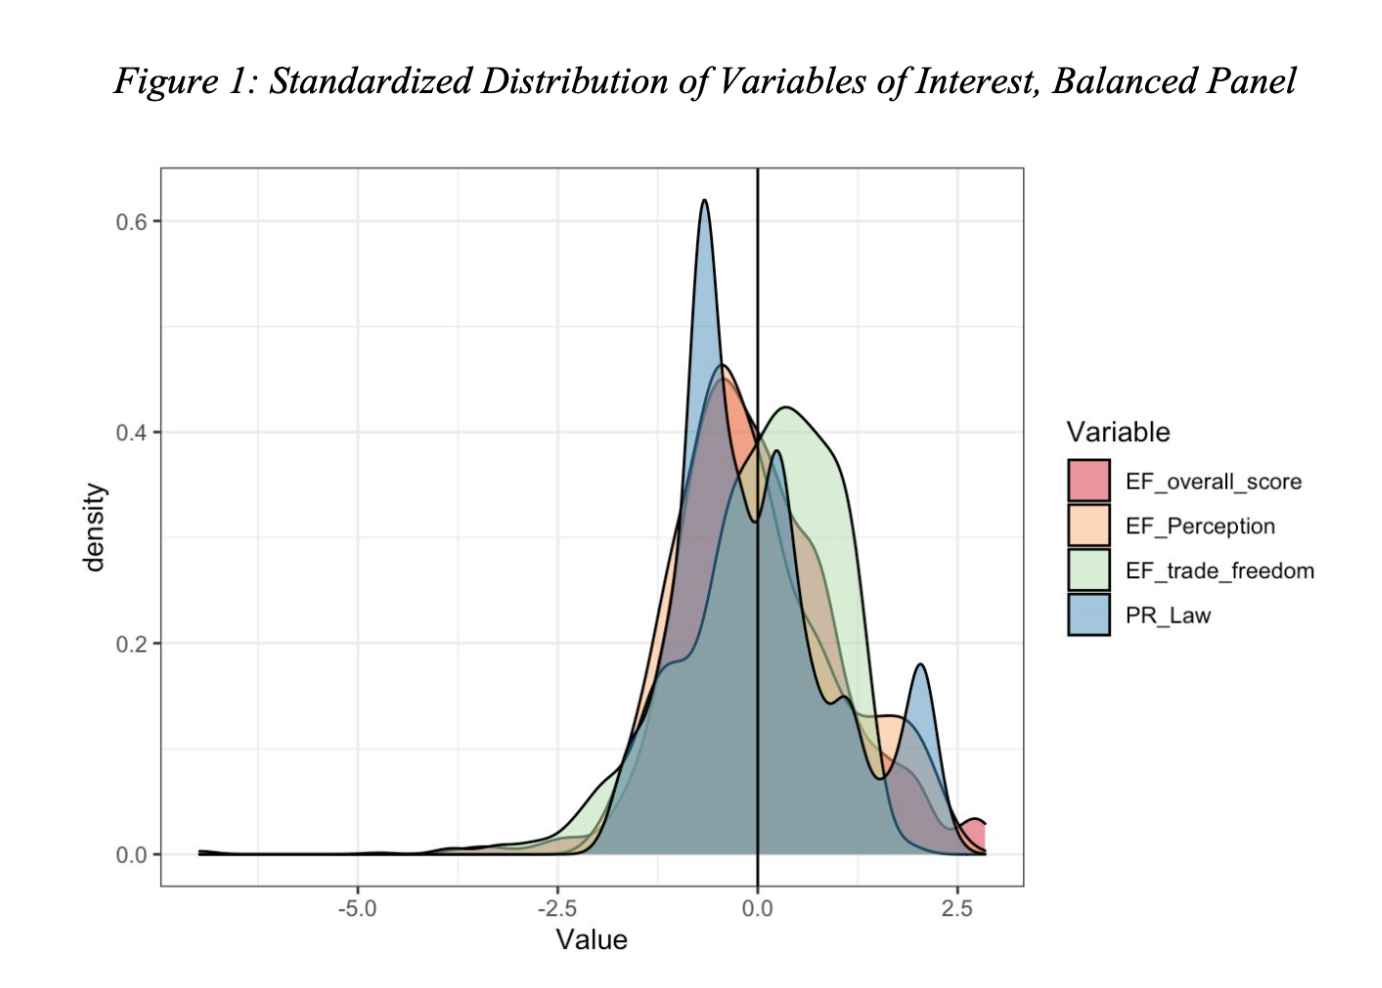 Figure 1: Standardized Distribution of Variables of Interest, Balanced Panel
0.6
0.4
0.2
0.0
density
-5.0
-2.5
0.0
2.5
Value
Variable
EF_overall_score
EF_Perception
EF_trade_freedom
PR_Law